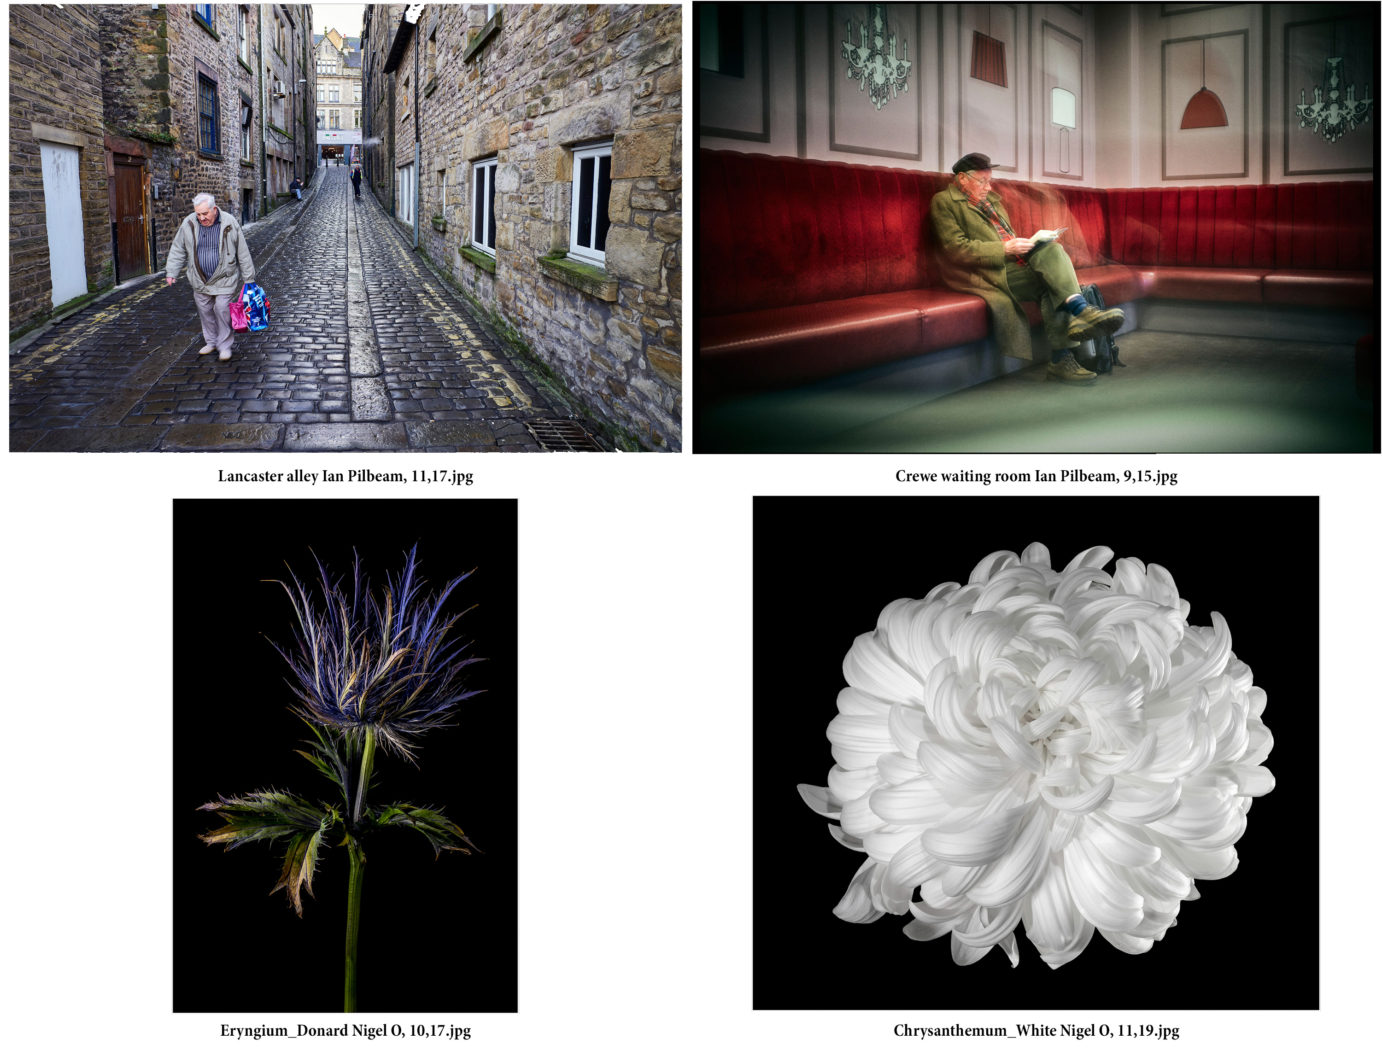 Lancaster alley Ian Pilbeam, 11,17.jpg
Crewe waiting room Ian Pilbeam, 9,15.jpg
Eryngium_Donard Nigel O, 10,17.jpg
Chrysanthemum_White Nigel O, 11,19.jpg